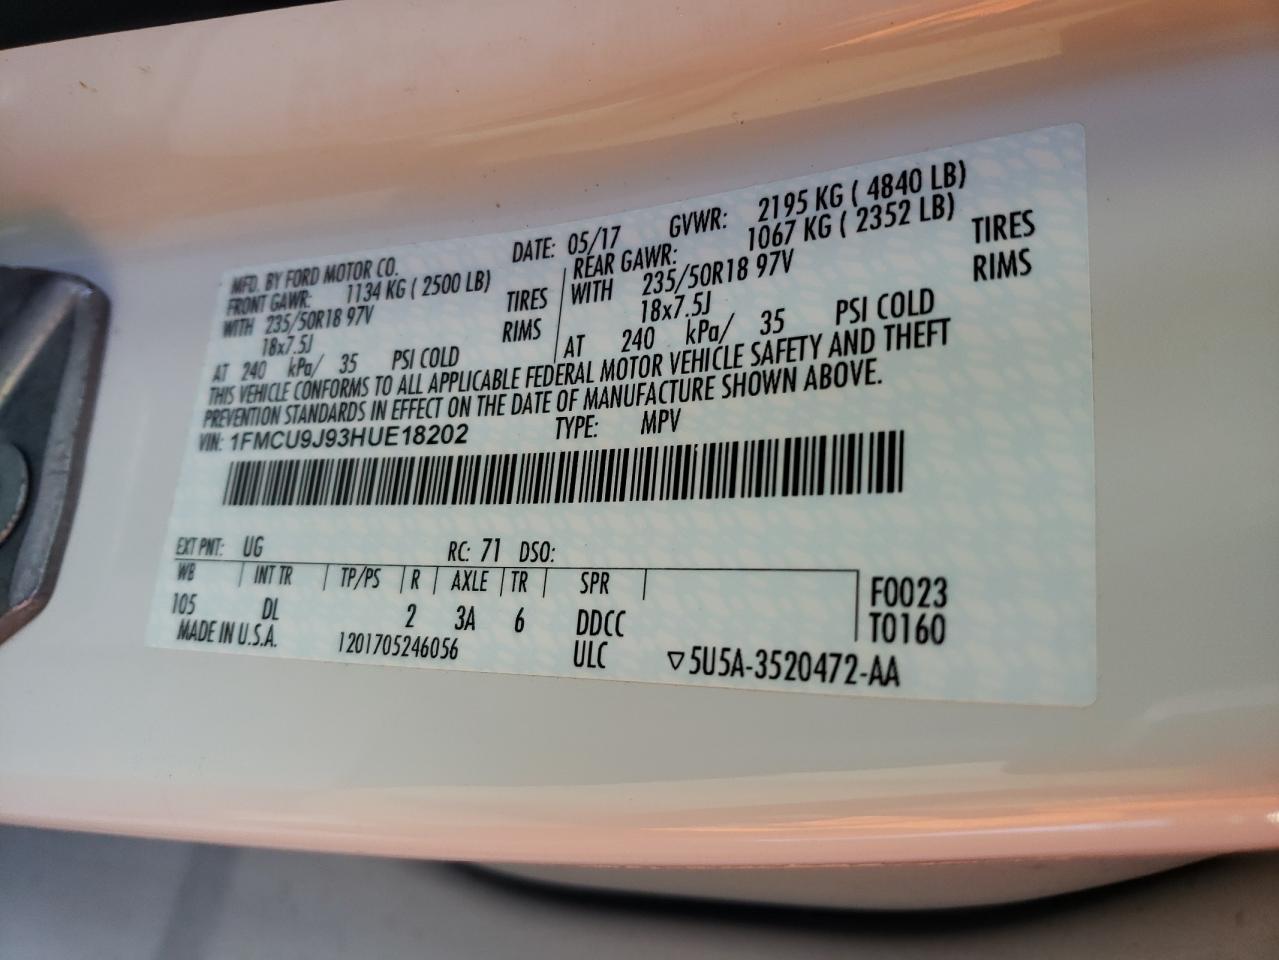 MFD. BY FORD MOTOR CO. DATE: 05/17 GVWR: 2195 KG ( 4840 LB)
FRONT GAWR: 1134 KG ( 2500 LB) REAR GAWR: 1067 KG ( 2352 LB)
WITH 235/50R18 97V TIRES WITH 235/50R18 97V TIRES
18x7.5J RIMS 18x7.5J RIMS
AT 240 kPa/ 35 PSI COLD AT 240 kPa/ 35 PSI COLD
THIS VEHICLE CONFORMS TO ALL APPLICABLE FEDERAL MOTOR VEHICLE SAFETY AND THEFT
PREVENTION STANDARDS IN EFFECT ON THE DATE OF MANUFACTURE SHOWN ABOVE.
VIN: 1FMCU9J93HUE18202 TYPE: MPV
EXT PNT: UG RC: 71 DSO:
WB INT TR TP/PS R AXLE TR SPR F0023
105 DL 2 3A 6 DDCC T0160
MADE IN U.S.A. 1201705246056 ULC ▽5U5A-3520472-AA